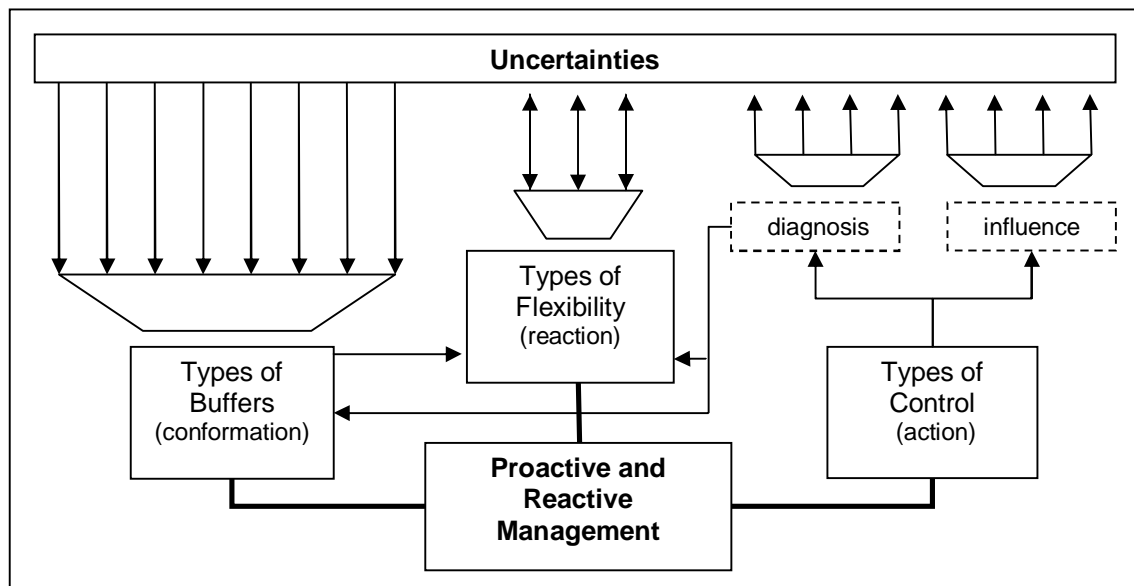 Uncertainties
diagnosis
influence
Types of
Flexibility
(reaction)
Types of
Buffers
(conformation)
Types of
Control
(action)
Proactive and
Reactive
Management